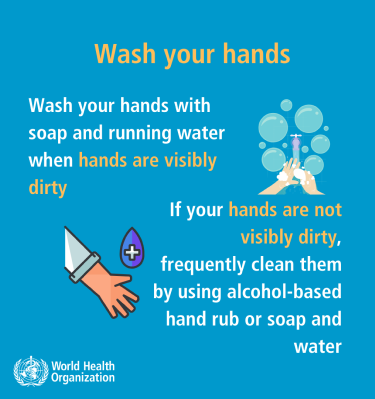 Wash your hands
Wash your hands with
soap and running water
when hands are visibly
dirty
If your hands are not
visibly dirty,
frequently clean them
by using alcohol-based
hand rub or soap and
water
World Health
Organization